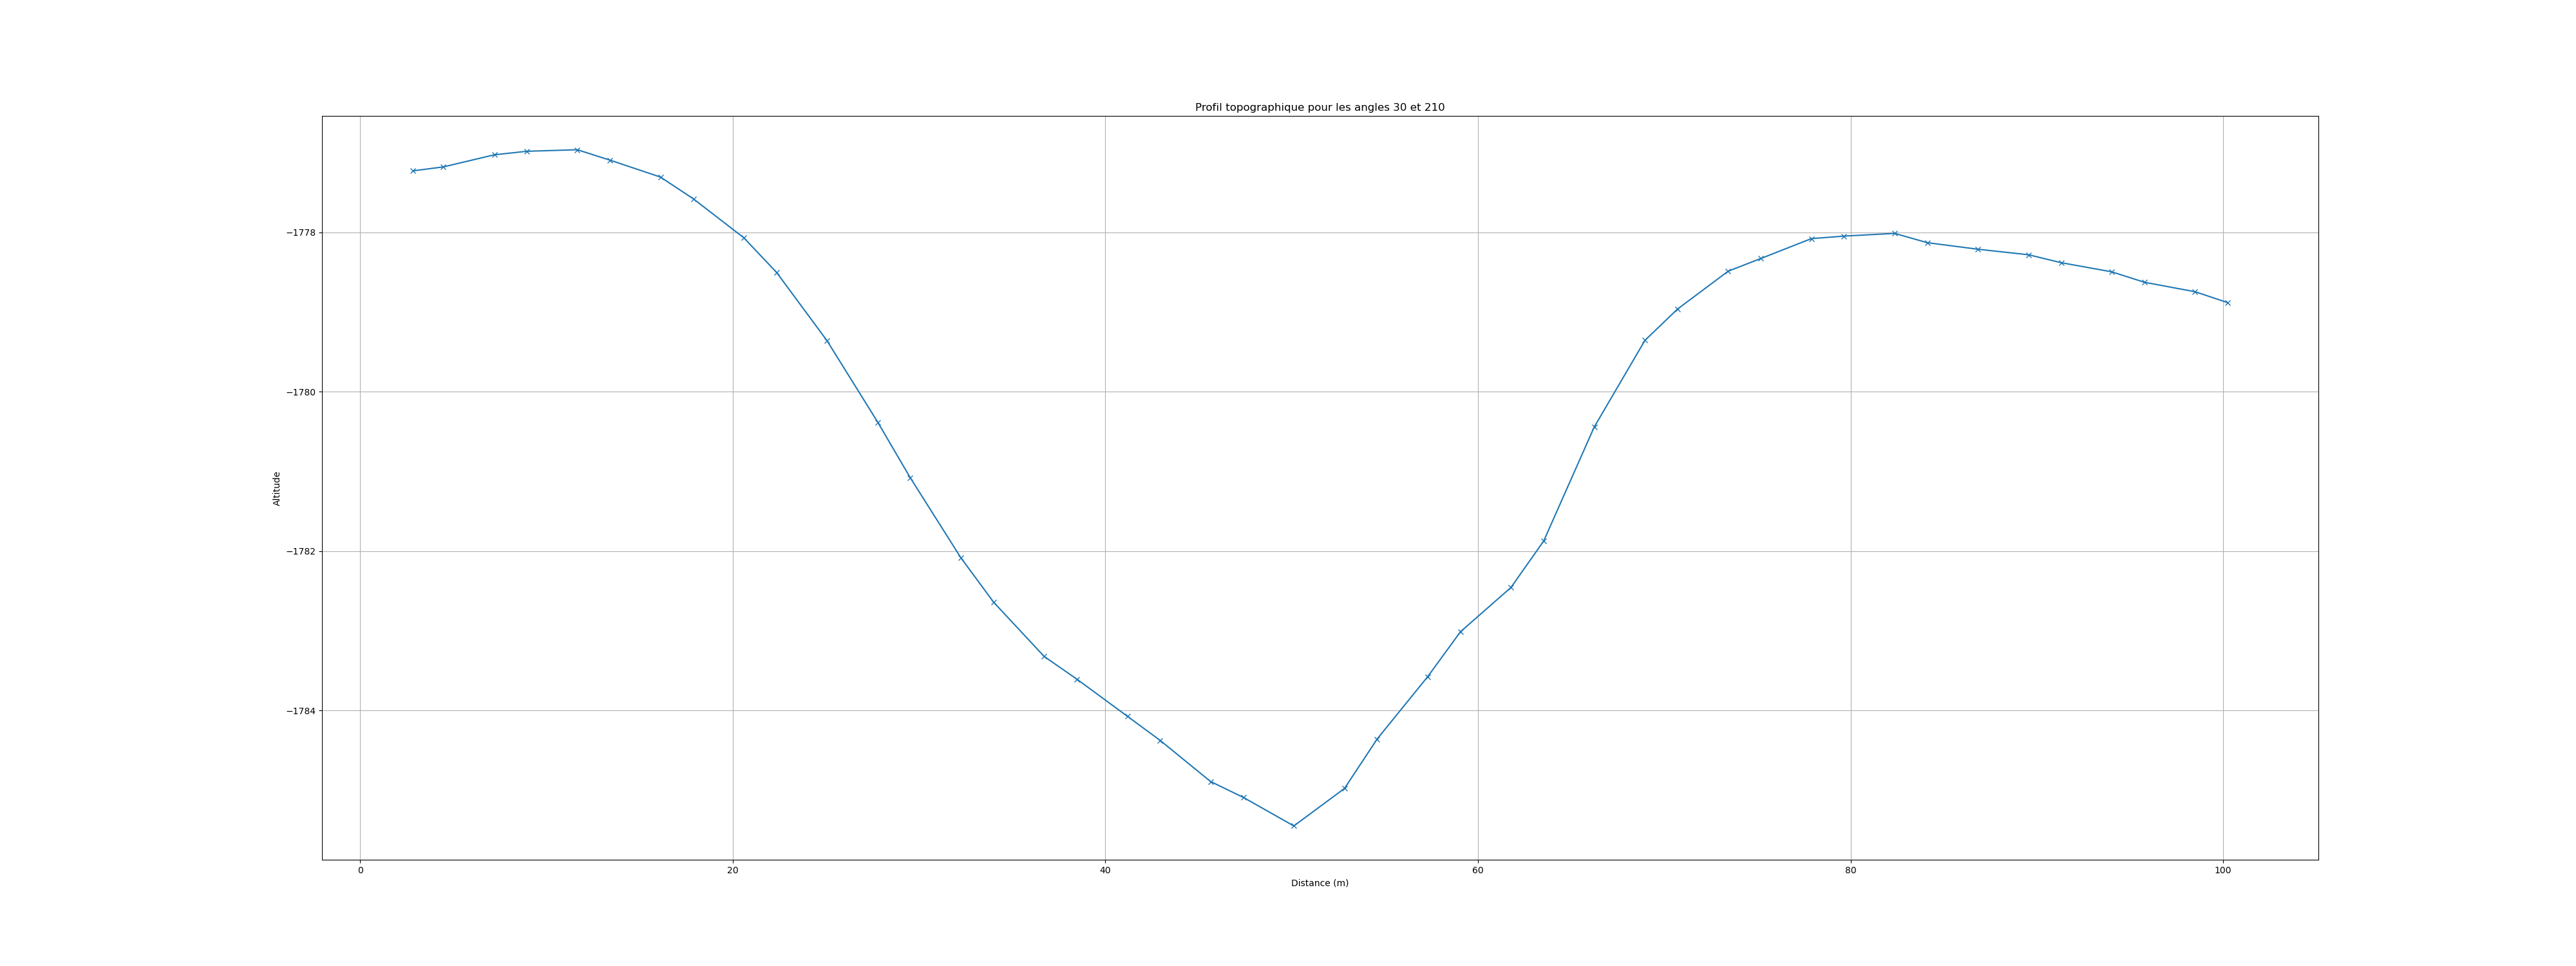 Profil topographique pour les angles 30 et 210
−1778
−1780
−1782
−1784
Altitude
0 20 40 60 80 100
Distance (m)